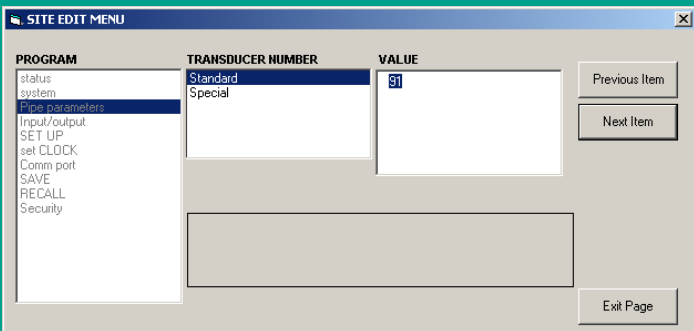 SITE EDIT MENU
PROGRAM
status
system
Pipe parameters
Input/output
SET UP
set CLOCK
Comm port
SAVE
RECALL
Security
TRANSDUCER NUMBER
Standard
Special
VALUE
91
Previous Item
Next Item
Exit Page